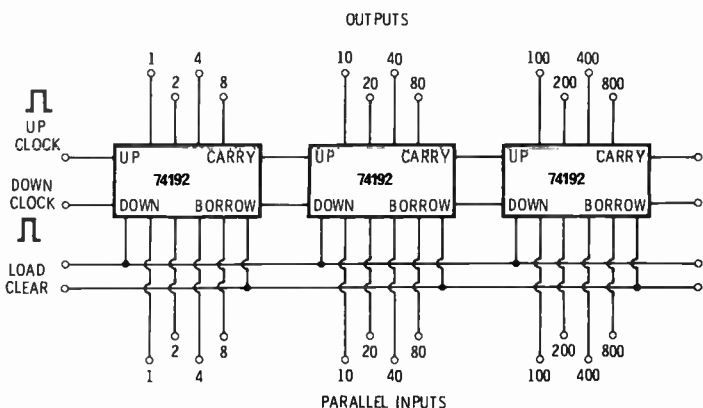 OUTPUTS
1 4 10 40 100 400
2 8 20 80 200 800
UP CLOCK
UP CARRY UP CARRY UP CARRY
74192 74192 74192
DOWN CLOCK
DOWN BORROW DOWN BORROW DOWN BORROW
LOAD
CLEAR
2 8 20 80 200 800
1 4 10 40 100 400
PARALLEL INPUTS